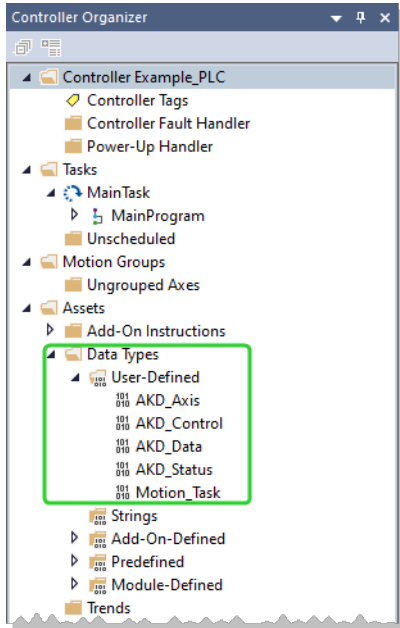 Controller Organizer
Controller Example_PLC
Controller Tags
Controller Fault Handler
Power-Up Handler
Tasks
MainTask
MainProgram
Unscheduled
Motion Groups
Ungrouped Axes
Assets
Add-On Instructions
Data Types
User-Defined
AKD_Axis
AKD_Control
AKD_Data
AKD_Status
Motion_Task
Strings
Add-On-Defined
Predefined
Module-Defined
Trends